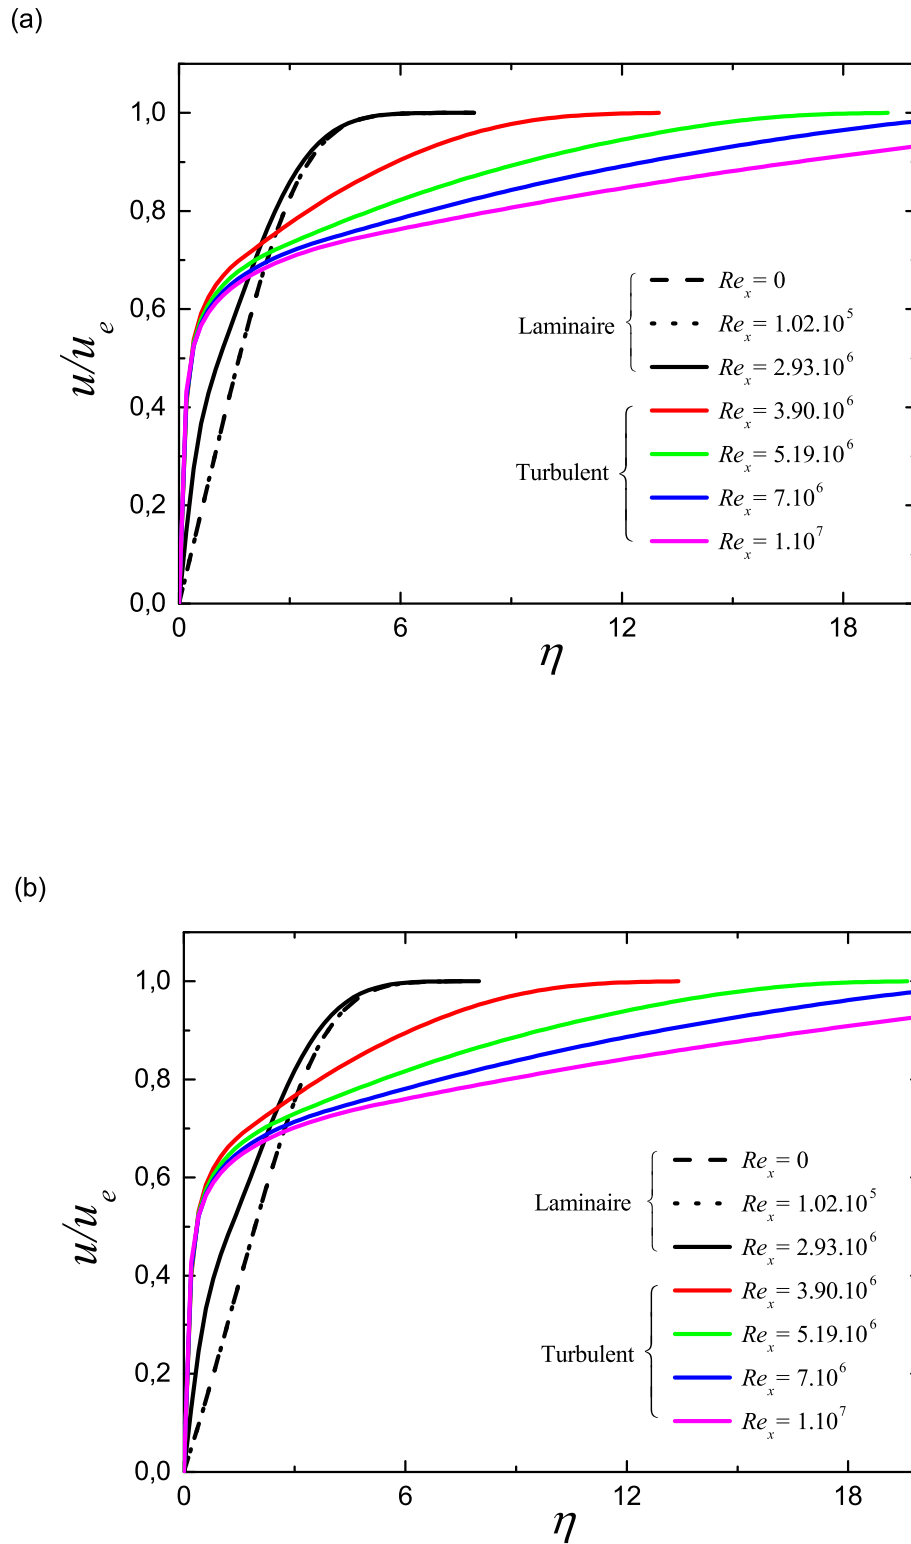 (a)
1,0
0,8
0,6
0,4
0,2
0,0
u/u_e
0 6 12 18
η
Laminaire
Re_x = 0
Re_x = 1.02.10^5
Re_x = 2.93.10^6
Turbulent
Re_x = 3.90.10^6
Re_x = 5.19.10^6
Re_x = 7.10^6
Re_x = 1.10^7
(b)
1,0
0,8
0,6
0,4
0,2
0,0
u/u_e
0 6 12 18
η
Laminaire
Re_x = 0
Re_x = 1.02.10^5
Re_x = 2.93.10^6
Turbulent
Re_x = 3.90.10^6
Re_x = 5.19.10^6
Re_x = 7.10^6
Re_x = 1.10^7